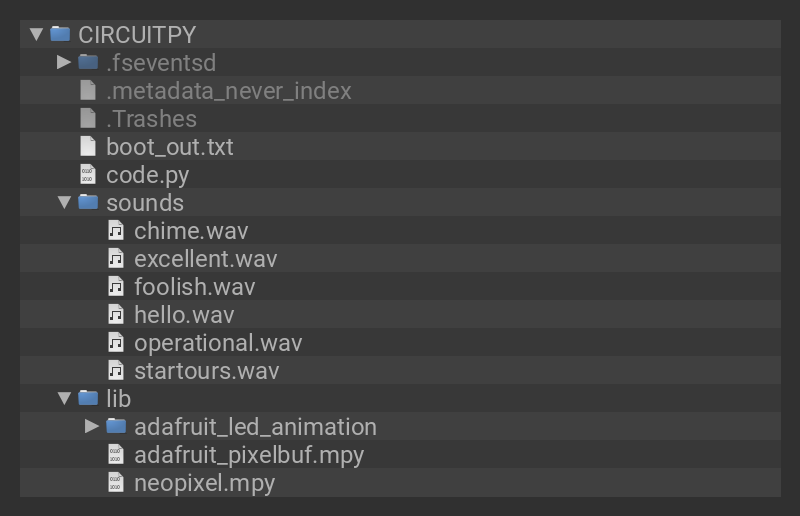 CIRCUITPY
.fseventsd
.metadata_never_index
.Trashes
boot_out.txt
code.py
sounds
chime.wav
excellent.wav
foolish.wav
hello.wav
operational.wav
startours.wav
lib
adafruit_led_animation
adafruit_pixelbuf.mpy
neopixel.mpy